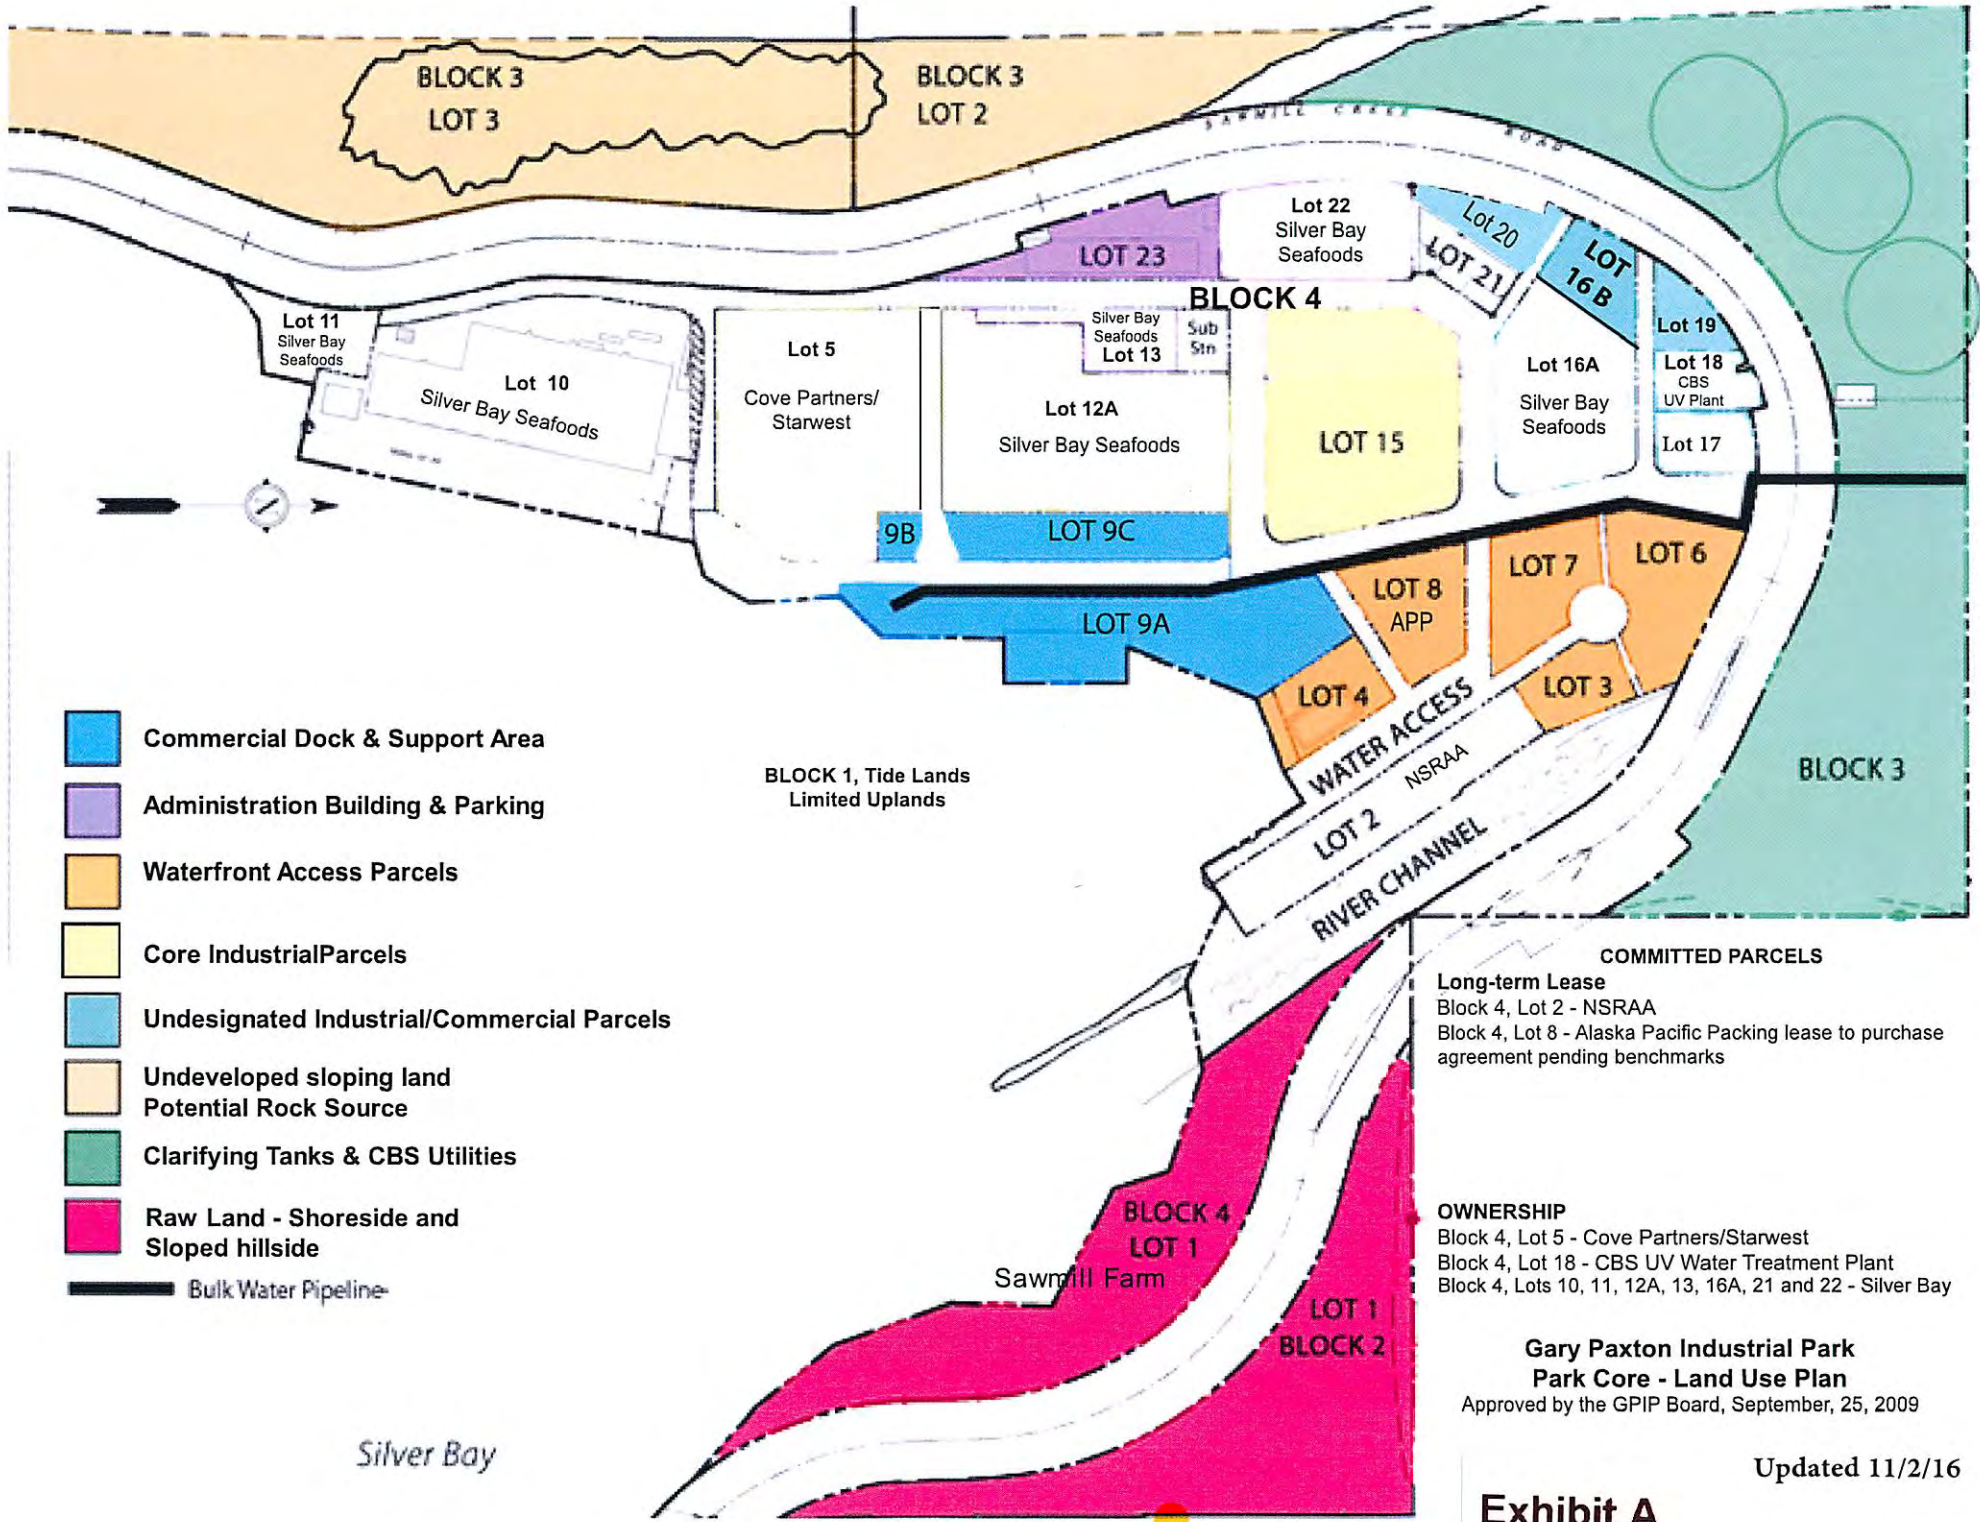 BLOCK 3
LOT 3
BLOCK 3
LOT 2
SAWMILL CREEK ROAD
LOT 23
Lot 22
Silver Bay
Seafoods
Lot 20
LOT 21
LOT
16 B
BLOCK 4
Lot 11
Silver Bay
Seafoods
Lot 10
Silver Bay Seafoods
Lot 5
Cove Partners/
Starwest
Silver Bay
Seafoods
Lot 13
Sub
Stn
Lot 12A
Silver Bay Seafoods
LOT 15
Lot 16A
Silver Bay
Seafoods
Lot 19
Lot 18
CBS
UV Plant
Lot 17
9B
LOT 9C
LOT 9A
LOT 8
APP
LOT 7
LOT 6
LOT 4
LOT 3
WATER ACCESS
NSRAA
LOT 2
RIVER CHANNEL
BLOCK 3
BLOCK 1, Tide Lands
Limited Uplands
Commercial Dock & Support Area
Administration Building & Parking
Waterfront Access Parcels
Core IndustrialParcels
Undesignated Industrial/Commercial Parcels
Undeveloped sloping land
Potential Rock Source
Clarifying Tanks & CBS Utilities
Raw Land - Shoreside and
Sloped hillside
Bulk Water Pipeline
BLOCK 4
LOT 1
Sawmill Farm
LOT 1
BLOCK 2
Silver Bay
COMMITTED PARCELS
Long-term Lease
Block 4, Lot 2 - NSRAA
Block 4, Lot 8 - Alaska Pacific Packing lease to purchase
agreement pending benchmarks
OWNERSHIP
Block 4, Lot 5 - Cove Partners/Starwest
Block 4, Lot 18 - CBS UV Water Treatment Plant
Block 4, Lots 10, 11, 12A, 13, 16A, 21 and 22 - Silver Bay
Gary Paxton Industrial Park
Park Core - Land Use Plan
Approved by the GPIP Board, September, 25, 2009
Updated 11/2/16
Exhibit A